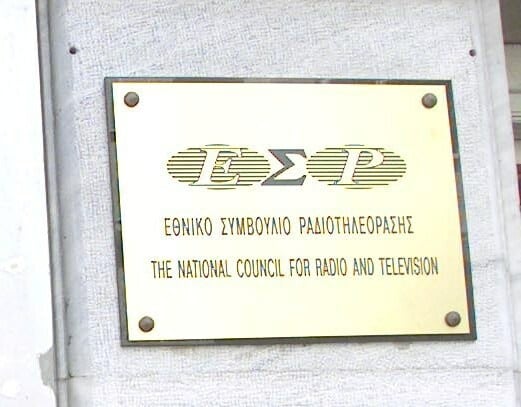 ΕΣΡ
ΕΘΝΙΚΟ ΣΥΜΒΟΥΛΙΟ ΡΑΔΙΟΤΗΛΕΟΡΑΣΗΣ
THE NATIONAL COUNCIL FOR RADIO AND TELEVISION